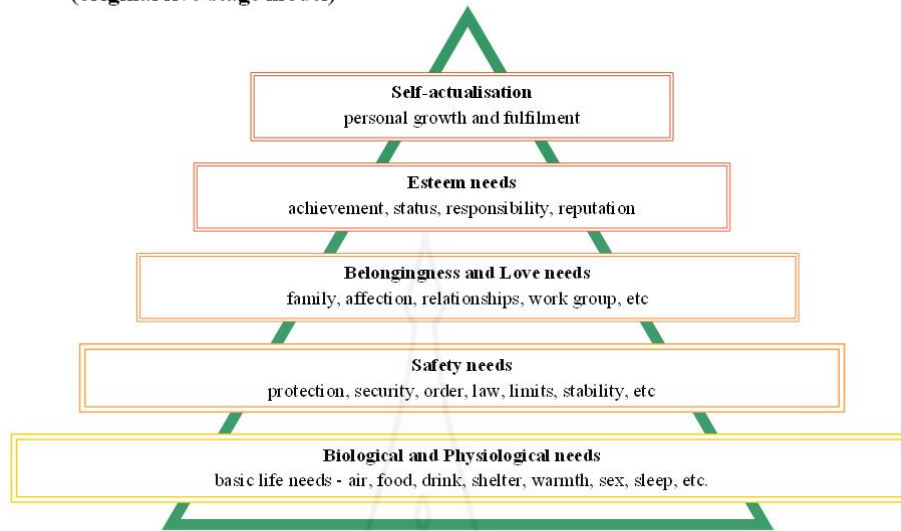 (original five-stage model)
Self-actualisation
personal growth and fulfilment
Esteem needs
achievement, status, responsibility, reputation
Belongingness and Love needs
family, affection, relationships, work group, etc
Safety needs
protection, security, order, law, limits, stability, etc
Biological and Physiological needs
basic life needs - air, food, drink, shelter, warmth, sex, sleep, etc.